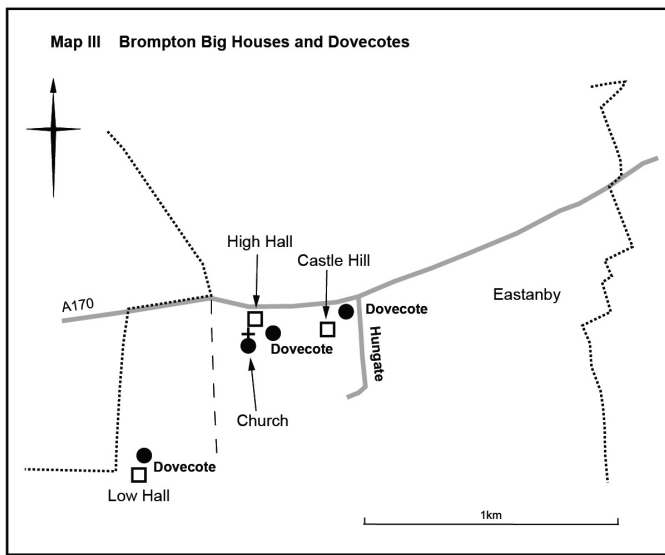 Map III Brompton Big Houses and Dovecotes
High Hall
Castle Hill
A170
Dovecote
Eastanby
Dovecote
Hungate
Church
Dovecote
Low Hall
1km